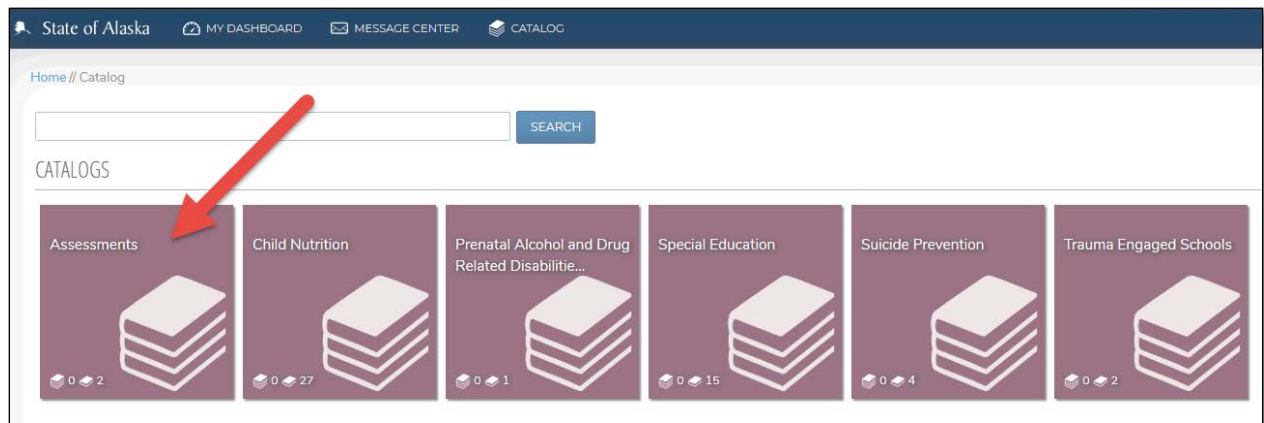 State of Alaska MY DASHBOARD MESSAGE CENTER CATALOG
Home // Catalog
SEARCH
CATALOGS
Assessments
0 2
Child Nutrition
0 27
Prenatal Alcohol and Drug
Related Disabilitie...
0 1
Special Education
0 15
Suicide Prevention
0 4
Trauma Engaged Schools
0 2